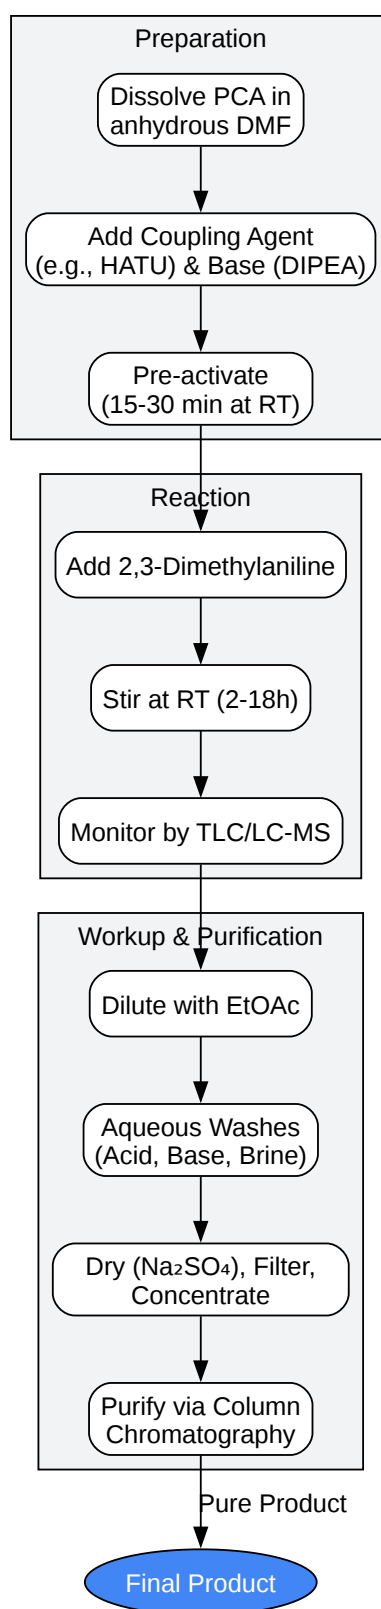 Preparation
Dissolve PCA in
anhydrous DMF
Add Coupling Agent
(e.g., HATU) & Base (DIPEA)
Pre-activate
(15-30 min at RT)
Reaction
Add 2,3-Dimethylaniline
Stir at RT (2-18h)
Monitor by TLC/LC-MS
Workup & Purification
Dilute with EtOAc
Aqueous Washes
(Acid, Base, Brine)
Dry (Na₂SO₄), Filter,
Concentrate
Purify via Column
Chromatography
Pure Product
Final Product